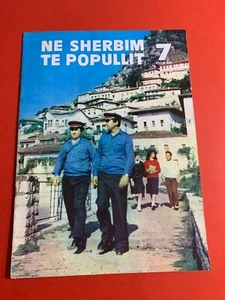 NE SHERBIM
TE POPULLIT 7